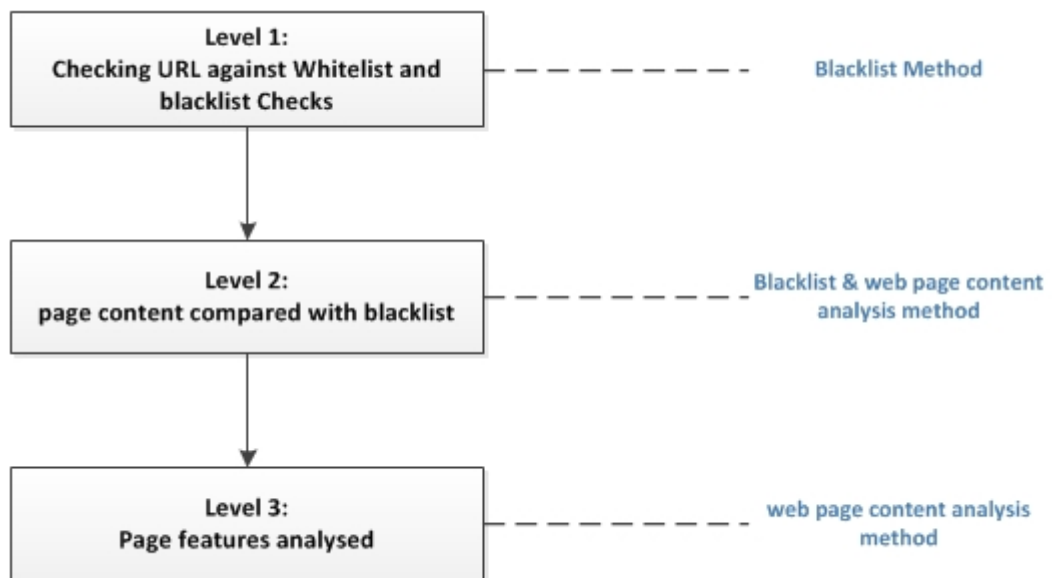 Level 1:
Checking URL against Whitelist and
blacklist Checks
Blacklist Method
Level 2:
page content compared with blacklist
Blacklist & web page content
analysis method
Level 3:
Page features analysed
web page content analysis
method